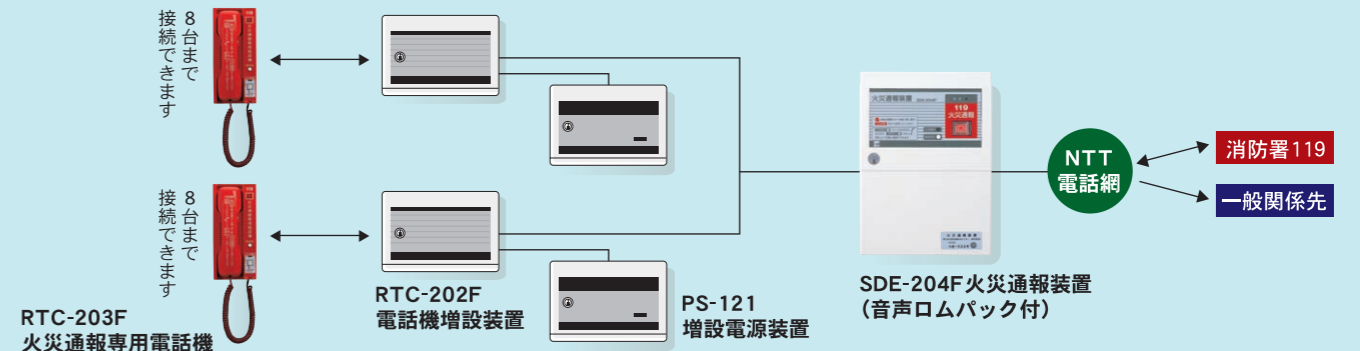 8台まで
接続できます
8台まで
接続できます
RTC-203F
火災通報専用電話機
RTC-202F
電話機増設装置
PS-121
増設電源装置
火災通報装置
119
火災通報
SDE-204F火災通報装置
（音声ロムパック付）
NTT
電話網
消防署119
一般関係先